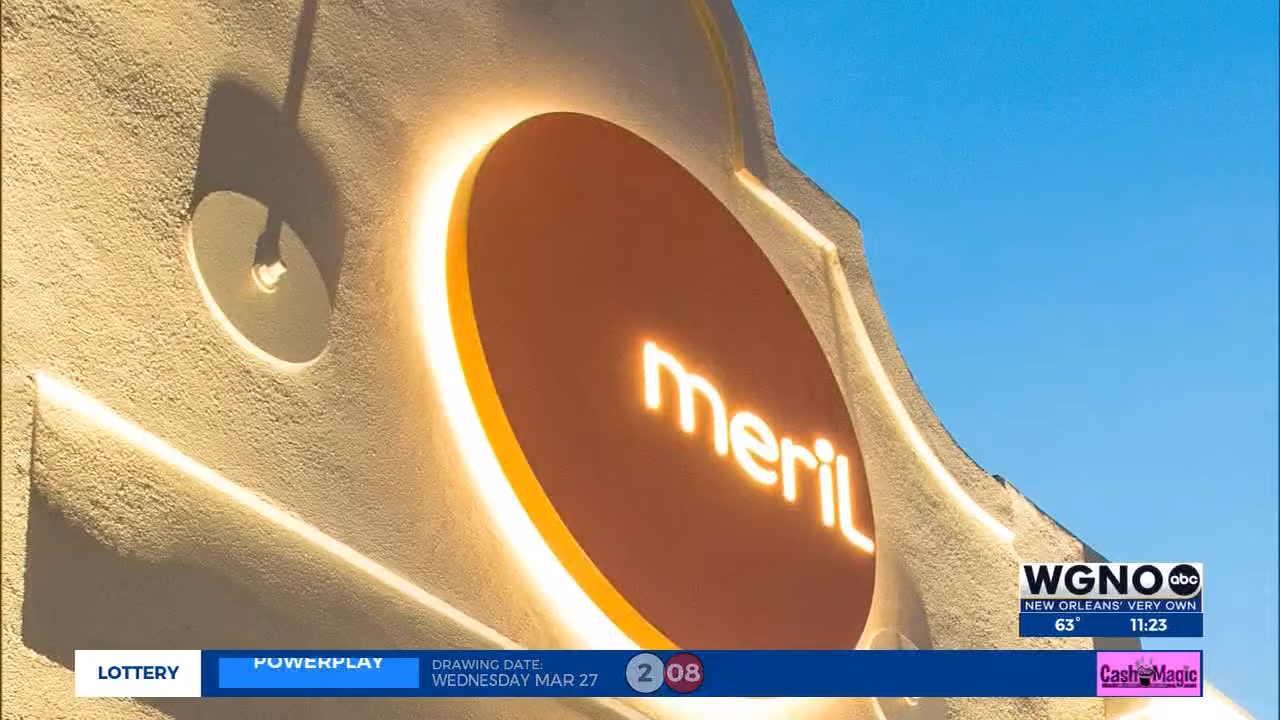 meril
WGNO abc
NEW ORLEANS' VERY OWN
63° 11:23
LOTTERY
POWERPLAY
DRAWING DATE:
WEDNESDAY MAR 27
2 08
Cash Magic